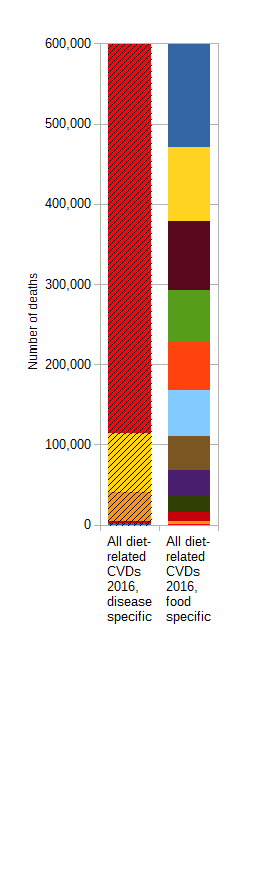 600,000
500,000
400,000
300,000
200,000
100,000
0
Number of deaths
All diet-
related
CVDs
2016,
disease
specific
All diet-
related
CVDs
2016,
food
specific